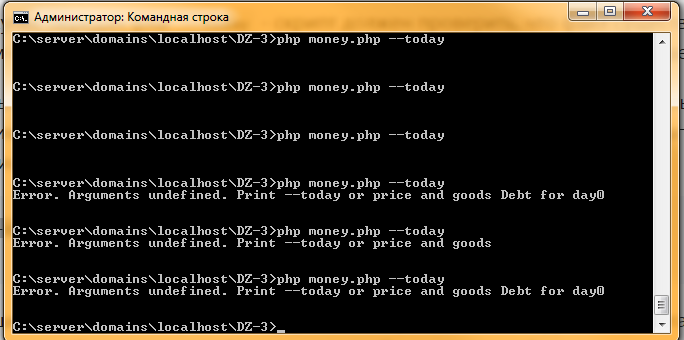 Администратор: Командная строка
C:\server\domains\localhost\DZ-3>php money.php --today
C:\server\domains\localhost\DZ-3>php money.php --today
C:\server\domains\localhost\DZ-3>php money.php --today
C:\server\domains\localhost\DZ-3>php money.php --today
Error. Arguments undefined. Print --today or price and goods Debt for day0
C:\server\domains\localhost\DZ-3>php money.php --today
Error. Arguments undefined. Print --today or price and goods
C:\server\domains\localhost\DZ-3>php money.php --today
Error. Arguments undefined. Print --today or price and goods Debt for day0
C:\server\domains\localhost\DZ-3>